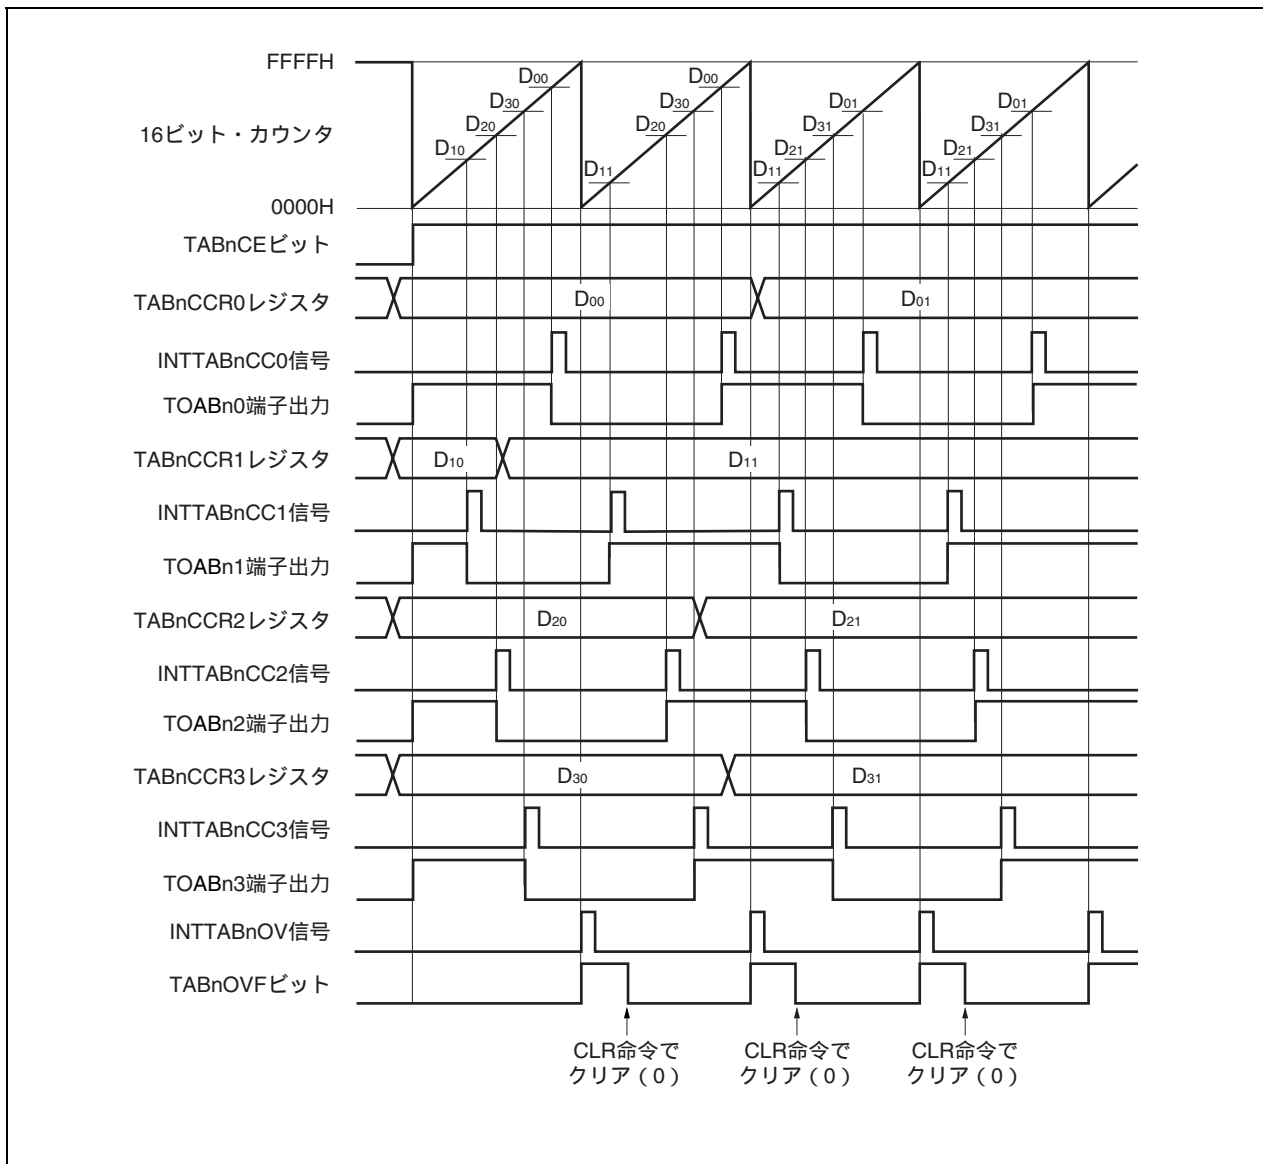 FFFFH
D00
D00
D30
D30
D01
D01
16ビット・カウンタ
D20
D20
D31
D31
D10
D21
D21
D11
D11
D11
0000H
TABnCEビット
TABnCCR0レジスタ
D00
D01
INTTABnCC0信号
TOABn0端子出力
TABnCCR1レジスタ
D10
D11
INTTABnCC1信号
TOABn1端子出力
TABnCCR2レジスタ
D20
D21
INTTABnCC2信号
TOABn2端子出力
TABnCCR3レジスタ
D30
D31
INTTABnCC3信号
TOABn3端子出力
INTTABnOV信号
TABnOVFビット
CLR命令で
クリア(0)
CLR命令で
クリア(0)
CLR命令で
クリア(0)